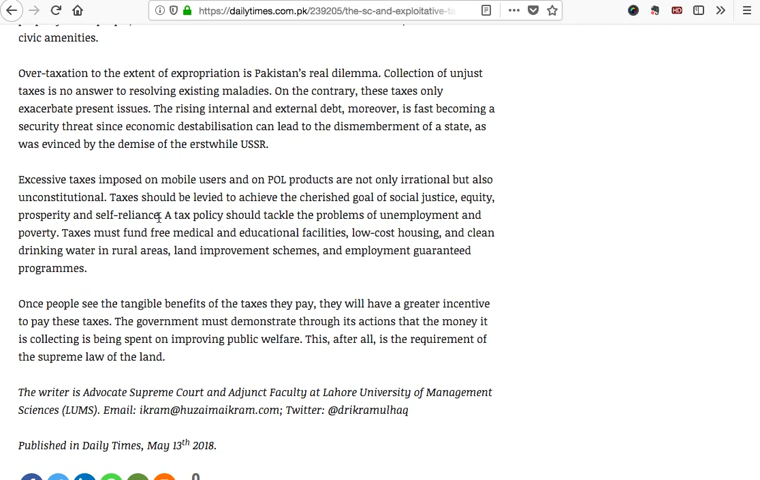 https://dailytimes.com.pk/239205/the-sc-and-exploitative-ta
civic amenities.
Over-taxation to the extent of expropriation is Pakistan's real dilemma. Collection of unjust
taxes is no answer to resolving existing maladies. On the contrary, these taxes only
exacerbate present issues. The rising internal and external debt, moreover, is fast becoming a
security threat since economic destabilisation can lead to the dismemberment of a state, as
was evinced by the demise of the erstwhile USSR.
Excessive taxes imposed on mobile users and on POL products are not only irrational but also
unconstitutional. Taxes should be levied to achieve the cherished goal of social justice, equity,
prosperity and self-reliance. A tax policy should tackle the problems of unemployment and
poverty. Taxes must fund free medical and educational facilities, low-cost housing, and clean
drinking water in rural areas, land improvement schemes, and employment guaranteed
programmes.
Once people see the tangible benefits of the taxes they pay, they will have a greater incentive
to pay these taxes. The government must demonstrate through its actions that the money it
is collecting is being spent on improving public welfare. This, after all, is the requirement of
the supreme law of the land.
The writer is Advocate Supreme Court and Adjunct Faculty at Lahore University of Management
Sciences (LUMS). Email: ikram@huzaimaikram.com; Twitter: @drikramulhaq
Published in Daily Times, May 13th 2018.
0